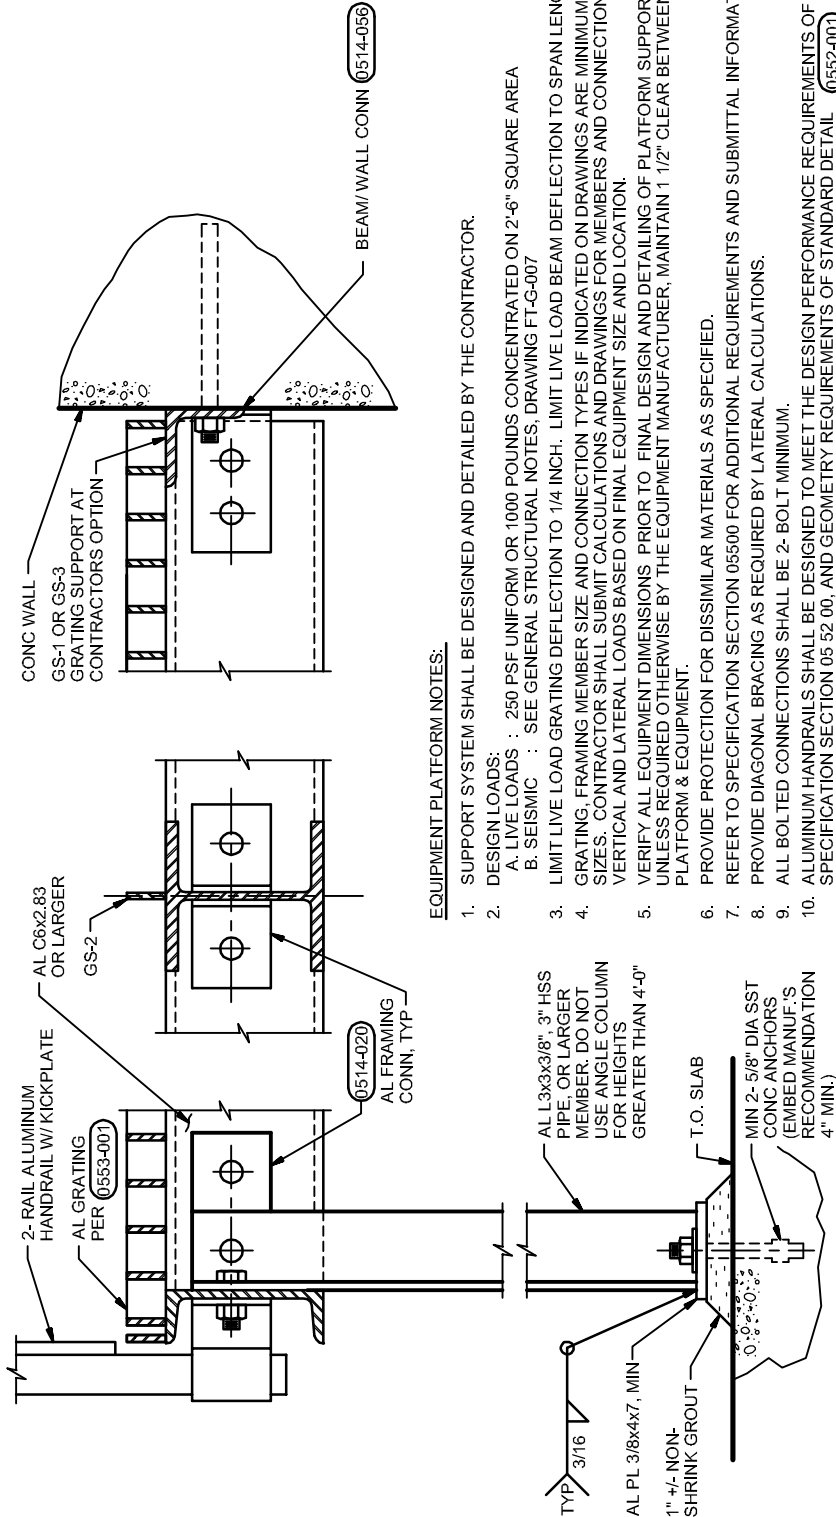 2- RAIL ALUMINUM
HANDRAIL W/ KICKPLATE
AL GRATING
PER 0553-001
AL C6x2.83
OR LARGER
GS-2
0514-020
AL FRAMING
CONN, TYP
CONC WALL
GS-1 OR GS-3
GRATING SUPPORT AT
CONTRACTORS OPTION
BEAM/ WALL CONN 0514-056
TYP 3/16
AL PL 3/8x4x7, MIN
1" +/- NON-
SHRINK GROUT
AL L3x3x3/8", 3" HSS
PIPE, OR LARGER
MEMBER. DO NOT
USE ANGLE COLUMN
FOR HEIGHTS
GREATER THAN 4'-0"
T.O. SLAB
MIN 2- 5/8" DIA SST
CONC ANCHORS
(EMBED MANUF.'S
RECOMMENDATION
4" MIN.)
EQUIPMENT PLATFORM NOTES:
1. SUPPORT SYSTEM SHALL BE DESIGNED AND DETAILED BY THE CONTRACTOR.
2. DESIGN LOADS:
A. LIVE LOADS : 250 PSF UNIFORM OR 1000 POUNDS CONCENTRATED ON 2'-6" SQUARE AREA
B. SEISMIC : SEE GENERAL STRUCTURAL NOTES, DRAWING FT-G-007
3. LIMIT LIVE LOAD GRATING DEFLECTION TO 1/4 INCH. LIMIT LIVE LOAD BEAM DEFLECTION TO SPAN
4. GRATING, FRAMING MEMBER SIZE AND CONNECTION TYPES IF INDICATED ON DRAWINGS ARE MINIMUM
SIZES. CONTRACTOR SHALL SUBMIT CALCULATIONS AND DRAWINGS FOR MEMBERS AND CONNECTION
VERTICAL AND LATERAL LOADS BASED ON FINAL EQUIPMENT SIZE AND LOCATION.
5. VERIFY ALL EQUIPMENT DIMENSIONS PRIOR TO FINAL DESIGN AND DETAILING OF PLATFORM SUPPOR
UNLESS REQUIRED OTHERWISE BY THE EQUIPMENT MANUFACTURER, MAINTAIN 1 1/2" CLEAR BETWEEN
PLATFORM & EQUIPMENT.
6. PROVIDE PROTECTION FOR DISSIMILAR MATERIALS AS SPECIFIED.
7. REFER TO SPECIFICATION SECTION 05500 FOR ADDITIONAL REQUIREMENTS AND SUBMITTAL
8. PROVIDE DIAGONAL BRACING AS REQUIRED BY LATERAL CALCULATIONS.
9. ALL BOLTED CONNECTIONS SHALL BE 2- BOLT MINIMUM.
10. ALUMINUM HANDRAILS SHALL BE DESIGNED TO MEET THE DESIGN PERFORMANCE REQUIREMENTS OF
SPECIFICATION SECTION 05 52 00, AND GEOMETRY REQUIREMENTS OF STANDARD DETAIL 0552-001